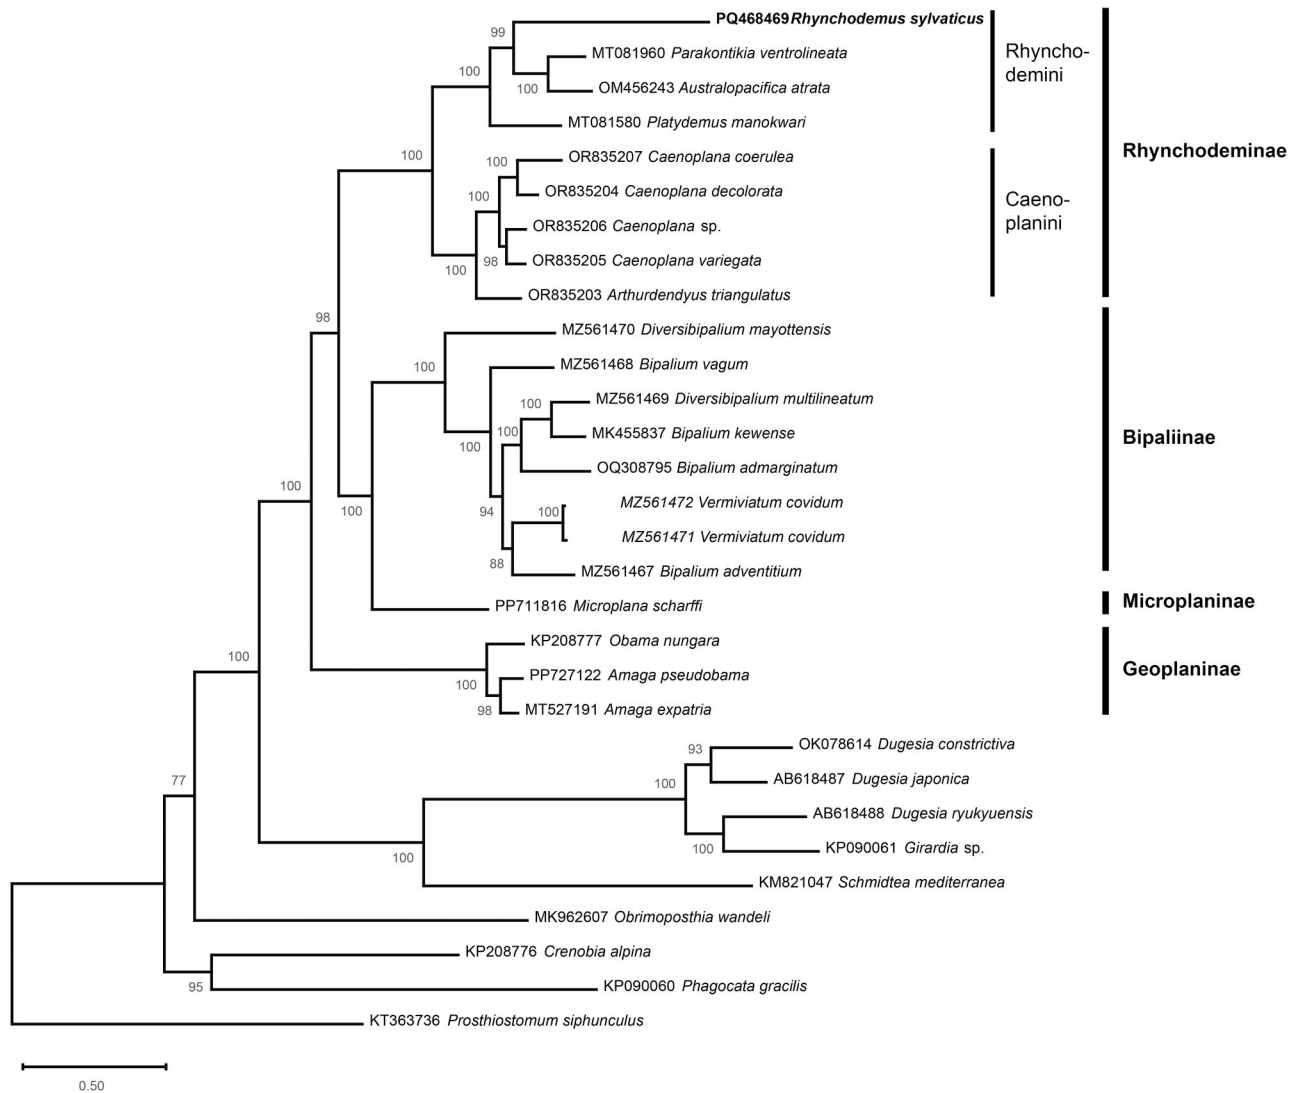 PQ468469 Rhynchodemus sylvaticus
99
MT081960 Parakontikia ventrolineata
Rhyncho-
demini
100
100
OM456243 Australopacifica atrata
MT081580 Platydemus manokwari
Rhynchodeminae
100
100
OR835207 Caenoplana coerulea
OR835204 Caenoplana decolorata
100
Caeno-
planini
OR835206 Caenoplana sp.
98
OR835205 Caenoplana variegata
100
OR835203 Arthurdendyus triangulatus
98
MZ561470 Diversibipalium mayottensis
100
MZ561468 Bipalium vagum
MZ561469 Diversibipalium multilineatum
100
100
MK455837 Bipalium kewense
Bipaliinae
100
OQ308795 Bipalium admarginatum
100
MZ561472 Vermiviatum covidum
100
94
100
MZ561471 Vermiviatum covidum
88
MZ561467 Bipalium adventitium
PP711816 Microplana scharffi
Microplaninae
KP208777 Obama nungara
100
PP727122 Amaga pseudobama
Geoplaninae
100
98
MT527191 Amaga expatria
OK078614 Dugesia constrictiva
93
AB618487 Dugesia japonica
77
100
AB618488 Dugesia ryukyuensis
100
KP090061 Girardia sp.
100
KM821047 Schmidtea mediterranea
MK962607 Obrimoposthia wandeli
KP208776 Crenobia alpina
95
KP090060 Phagocata gracilis
KT363736 Prosthiostomum siphunculus
0.50